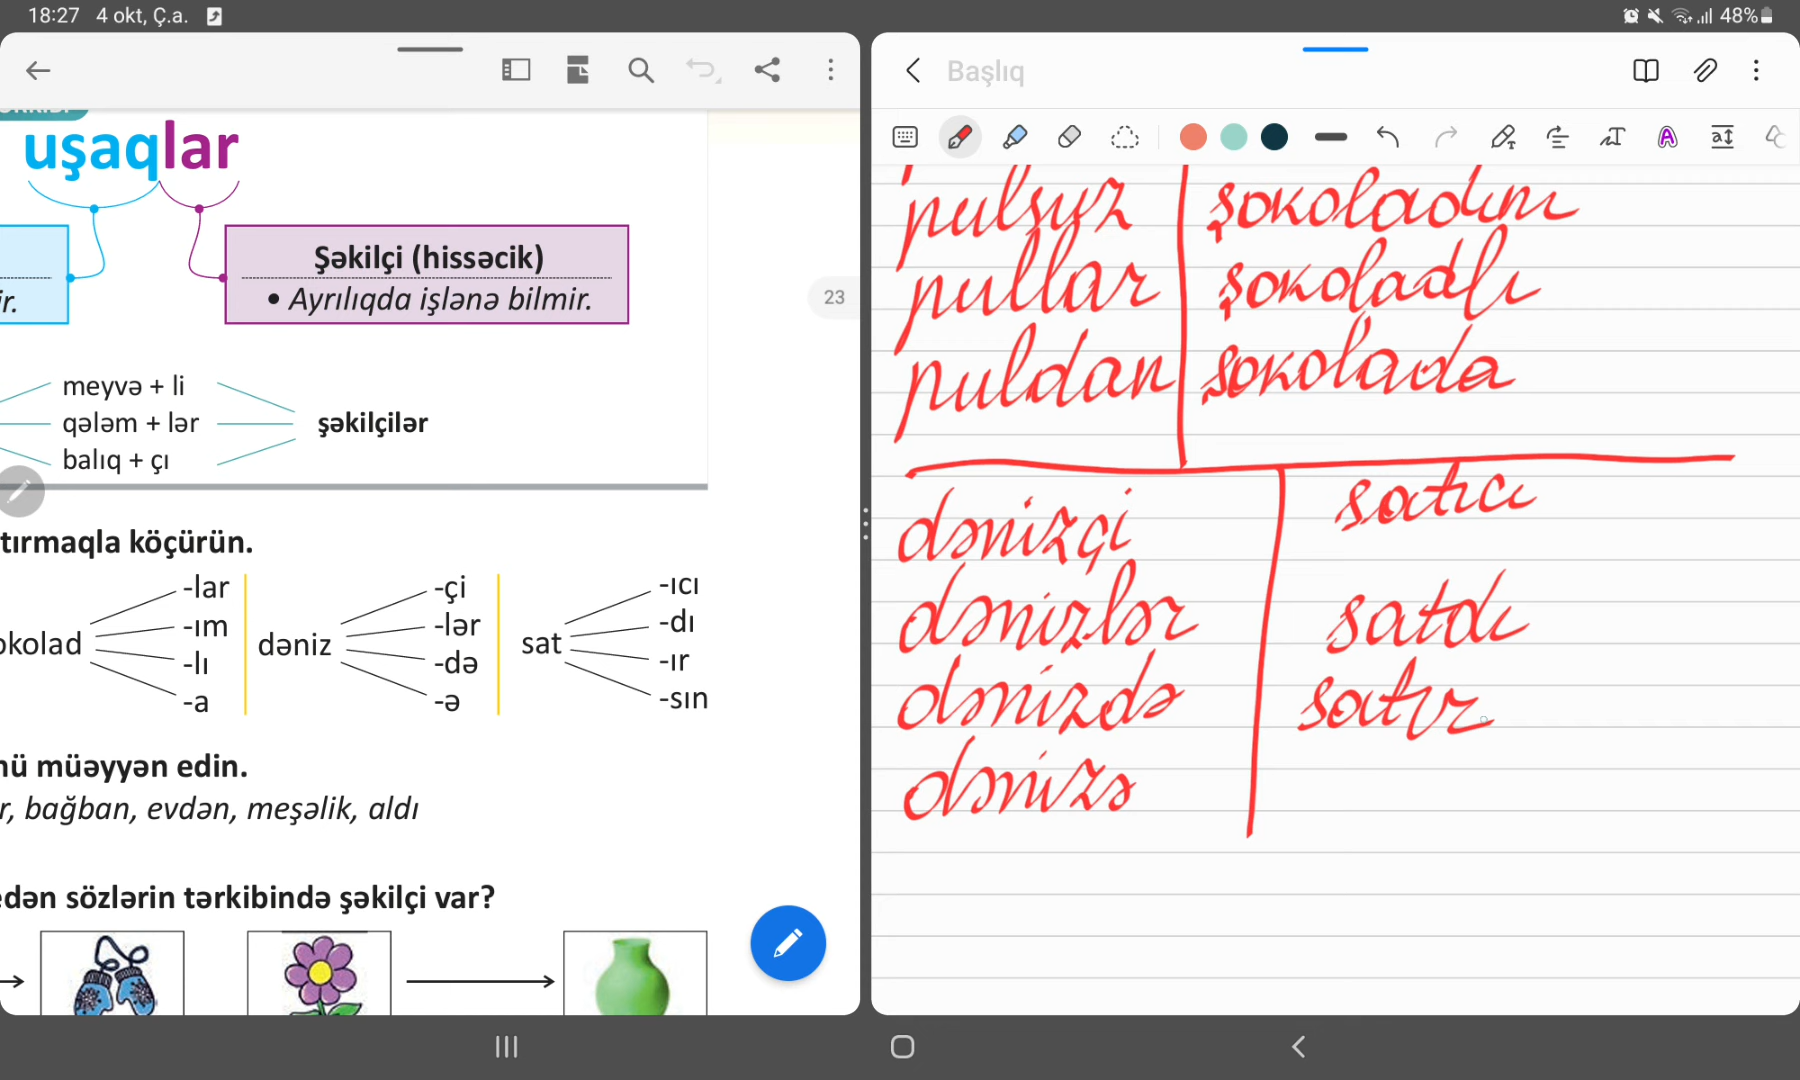 18:27 4 okt, Ç.a.
48%
uşaqlar
Şəkilçi (hissəcik)
• Ayrılıqda işlənə bilmir.
ir.
23
meyvə + li
qələm + lər
balıq + çı
şəkilçilər
tırmaqla köçürün.
okolad
-lar
-ım
-lı
-a
dəniz
-çi
-lər
-də
-ə
sat
-ıcı
-dı
-ır
-sın
nü müəyyən edin.
r, bağban, evdən, meşəlik, aldı
edən sözlərin tərkibində şəkilçi var?
Başlıq
pulsuz
pullar
puldan
şokoladım
şokoladlı
şokolada
dənizçi
dənizlər
dənizdə
dənizə
satıcı
satdı
satır